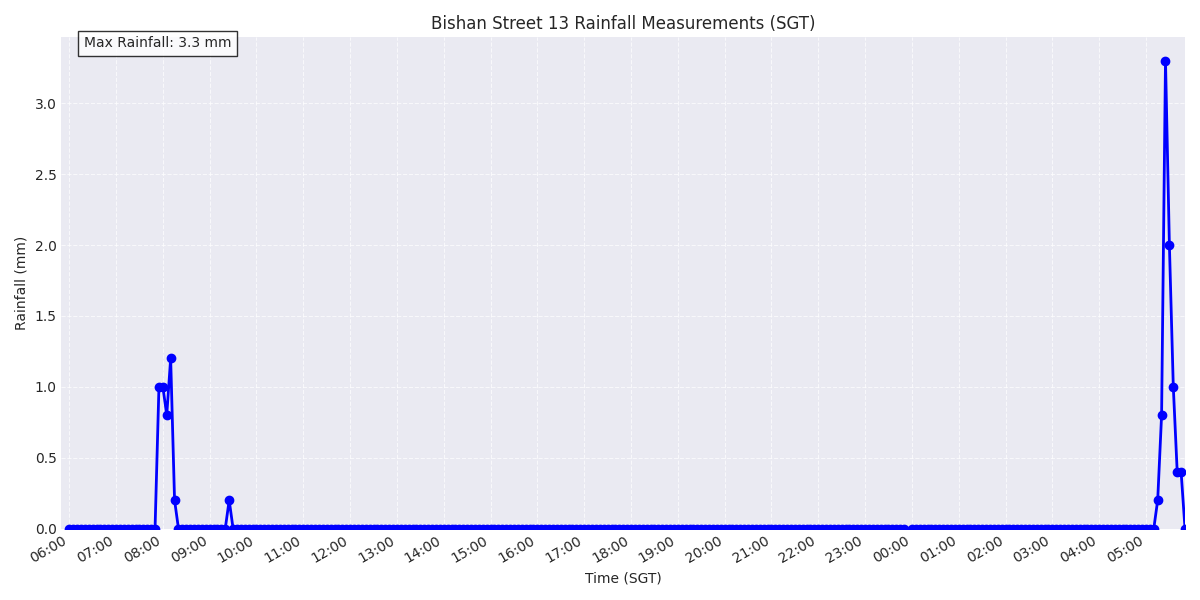 Bishan Street 13 Rainfall Measurements (SGT)
Max Rainfall: 3.3 mm
Rainfall (mm)
3.0
2.5
2.0
1.5
1.0
0.5
0.0
06:00 07:00 08:00 09:00 10:00 11:00 12:00 13:00 14:00 15:00 16:00 17:00 18:00 19:00 20:00 21:00 22:00 23:00 00:00 01:00 02:00 03:00 04:00 05:00
Time (SGT)